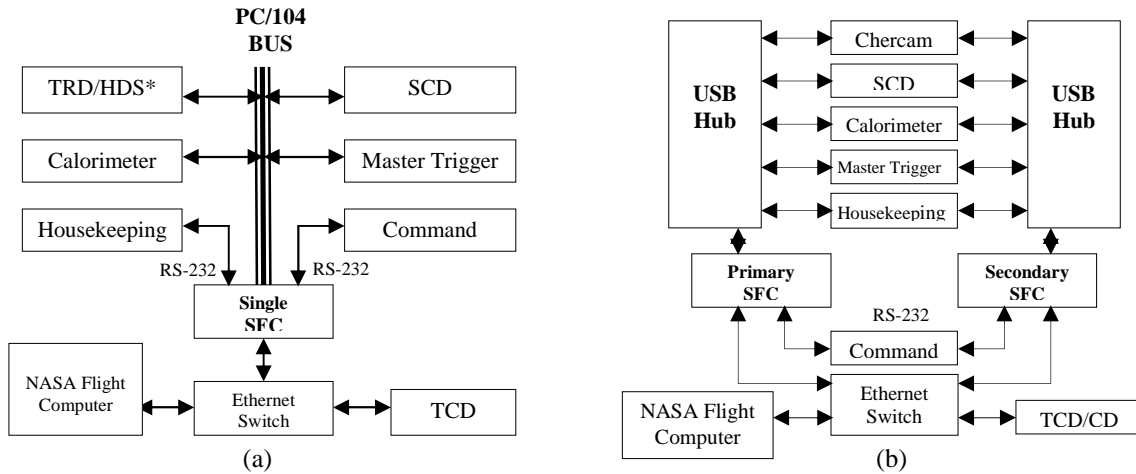 PC/104
BUS
TRD/HDS*
SCD
Calorimeter
Master Trigger
Housekeeping
Command
RS-232
RS-232
Single
SFC
NASA Flight
Computer
Ethernet
Switch
TCD
(a)
USB
Hub
Chercam
SCD
Calorimeter
Master Trigger
Housekeeping
USB
Hub
Primary
SFC
Secondary
SFC
RS-232
Command
Ethernet
Switch
NASA Flight
Computer
TCD/CD
(b)